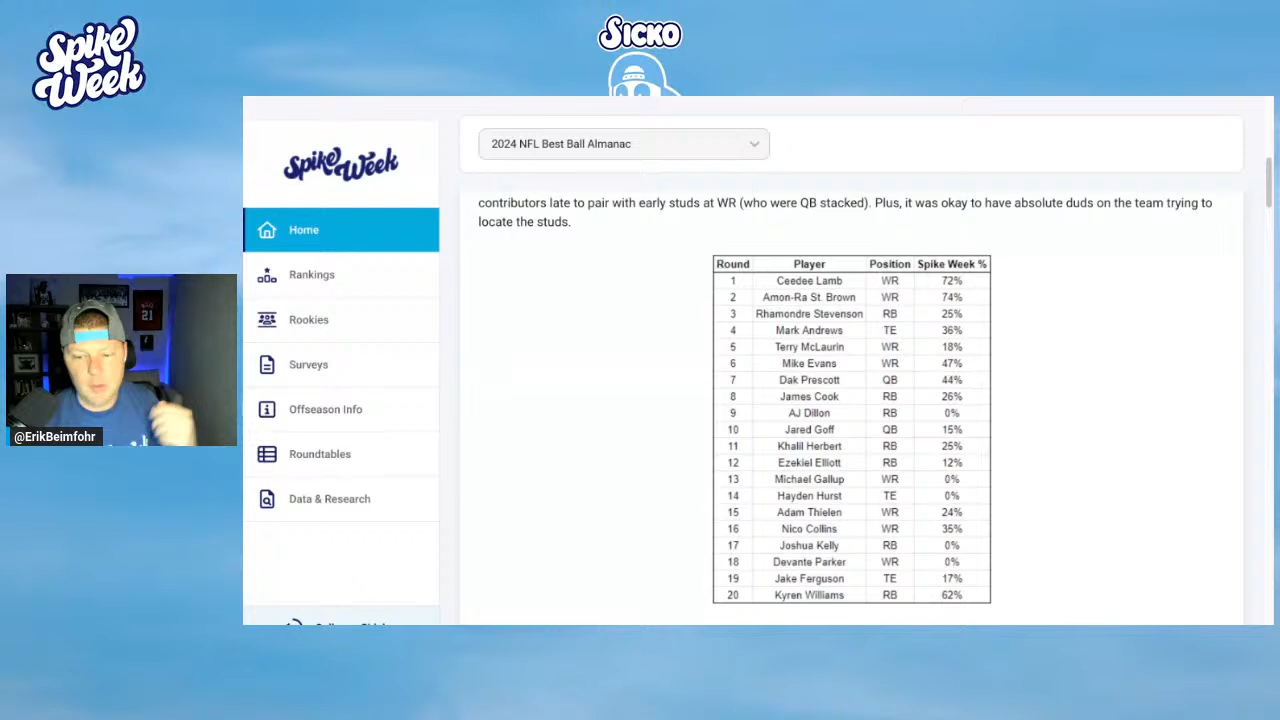 Spike Week
SICKO
Spike Week
2024 NFL Best Ball Almanac
Home
Rankings
Rookies
Surveys
Offseason Info
Roundtables
Data & Research
contributors late to pair with early studs at WR (who were QB stacked). Plus, it was okay to have absolute duds on the team trying to
locate the studs.
Round Player Position Spike Week %
1 Ceedee Lamb WR 72%
2 Amon-Ra St. Brown WR 74%
3 Rhamondre Stevenson RB 25%
4 Mark Andrews TE 36%
5 Terry McLaurin WR 18%
6 Mike Evans WR 47%
7 Dak Prescott QB 44%
8 James Cook RB 26%
9 AJ Dillon RB 0%
10 Jared Goff QB 15%
11 Khalil Herbert RB 25%
12 Ezekiel Elliott RB 12%
13 Michael Gallup WR 0%
14 Hayden Hurst TE 0%
15 Adam Thielen WR 24%
16 Nico Collins WR 35%
17 Joshua Kelly RB 0%
18 Devante Parker WR 0%
19 Jake Ferguson TE 17%
20 Kyren Williams RB 62%
@ErikBeimfohr
21